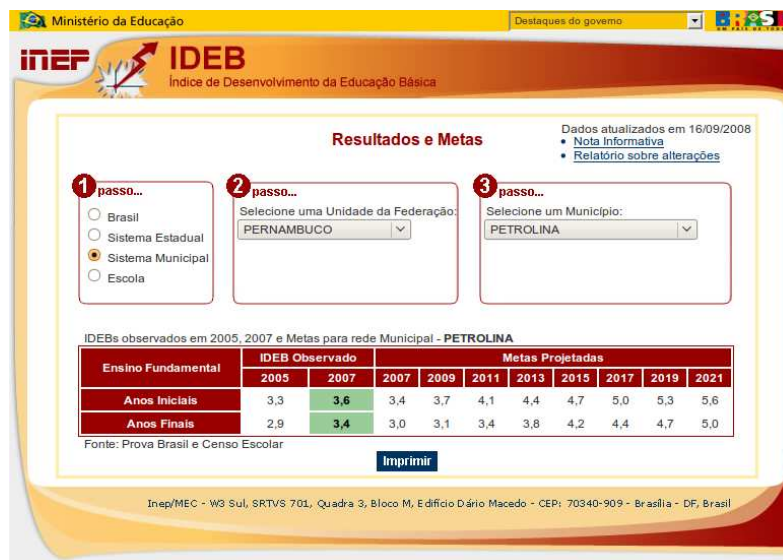 Ministério da Educação
Destaques do governo
BRASIL
UM PAÍS DE TODOS
INEP
IDEB
Índice de Desenvolvimento da Educação Básica
Resultados e Metas
Dados atualizados em 16/09/2008
• Nota Informativa
• Relatório sobre alterações
1 passo...
Brasil
Sistema Estadual
Sistema Municipal
Escola
2 passo...
Selecione uma Unidade da Federação:
PERNAMBUCO
3 passo...
Selecione um Município:
PETROLINA
IDEBs observados em 2005, 2007 e Metas para rede Municipal - PETROLINA
Ensino Fundamental IDEB Observado Metas Projetadas
2005 2007 2007 2009 2011 2013 2015 2017 2019 2021
Anos Iniciais 3,3 3,6 3,4 3,7 4,1 4,4 4,7 5,0 5,3 5,6
Anos Finais 2,9 3,4 3,0 3,1 3,4 3,8 4,2 4,4 4,7 5,0
Fonte: Prova Brasil e Censo Escolar
Imprimir
Inep/MEC - W3 Sul, SRTVS 701, Quadra 3, Bloco M, Edifício Dário Macedo - CEP: 70340-909 - Brasília - DF, Brasil